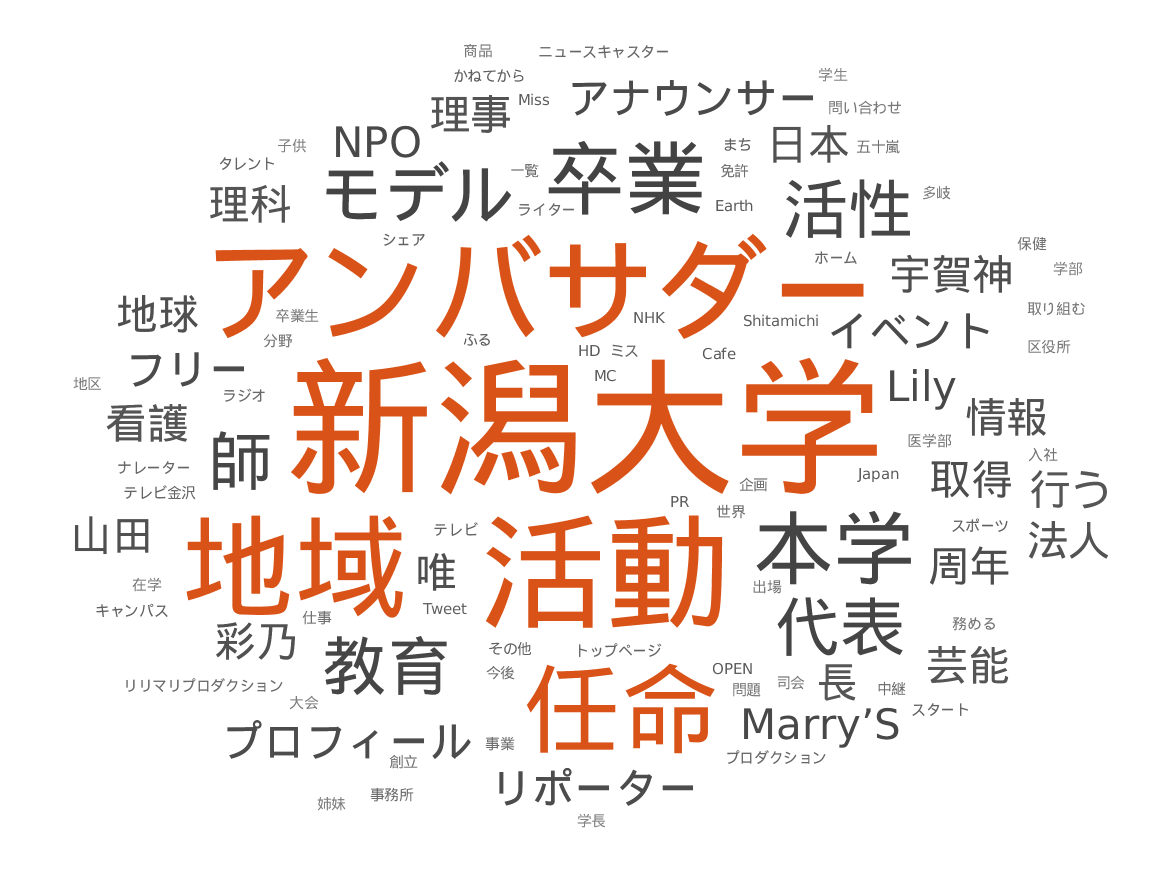 商品 ニュースキャスター
かねてから 学生
理事 Miss アナウンサー 問い合わせ
子供 NPO 卒業 まち 日本 五十嵐
タレント モデル 一覧 免許
理科 ライター Earth 活性 多岐
シェア ホーム 宇賀神 保健
アンバサダー 学部
地球 卒業生 NHK Shitamichi イベント 取り組む
分野 ふる HD ミス Cafe 区役所
フリー MC
地区 ラジオ 新潟大学 Lily
看護 情報
師 医学部 入社
ナレーター Japan 取得 行う
テレビ金沢 企画
PR 世界
山田 地域 テレビ 活動 本学 スポーツ 法人
唯 周年
在学 出場
キャンパス 仕事 Tweet 代表 務める
彩乃 教育 その他 トップページ 芸能
今後 任命 OPEN
リリマリプロダクション 問題 司会 長 中継
大会 Marry’S スタート
プロフィール 事業 プロダクション
創立 リポーター
姉妹 事務所
学長